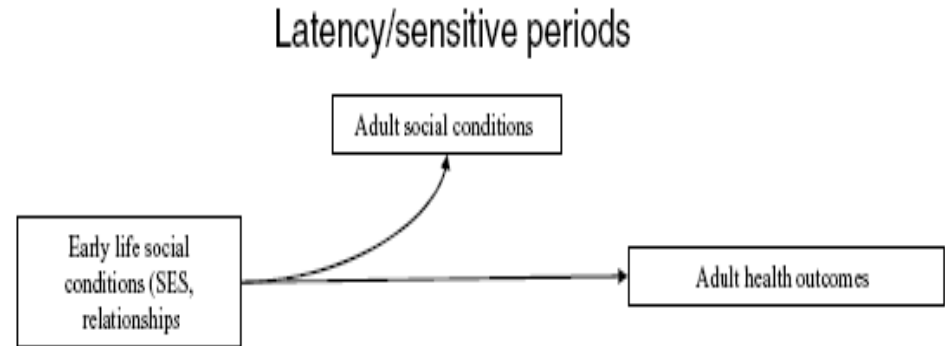 Latency/sensitive periods
Adult social conditions
Early life social
conditions (SES,
relationships
Adult health outcomes